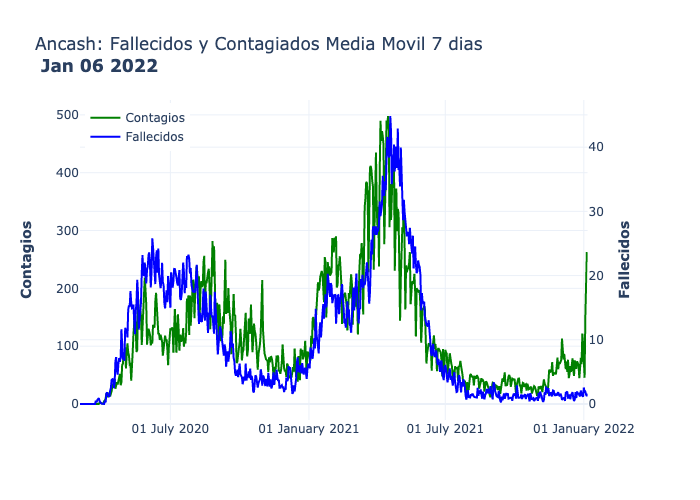 Ancash: Fallecidos y Contagiados Media Movil 7 dias
Jan 06 2022
Contagios
Fallecidos
500
400
300
200
100
0
40
30
20
10
0
Contagios
Fallecidos
01 July 2020
01 January 2021
01 July 2021
01 January 2022